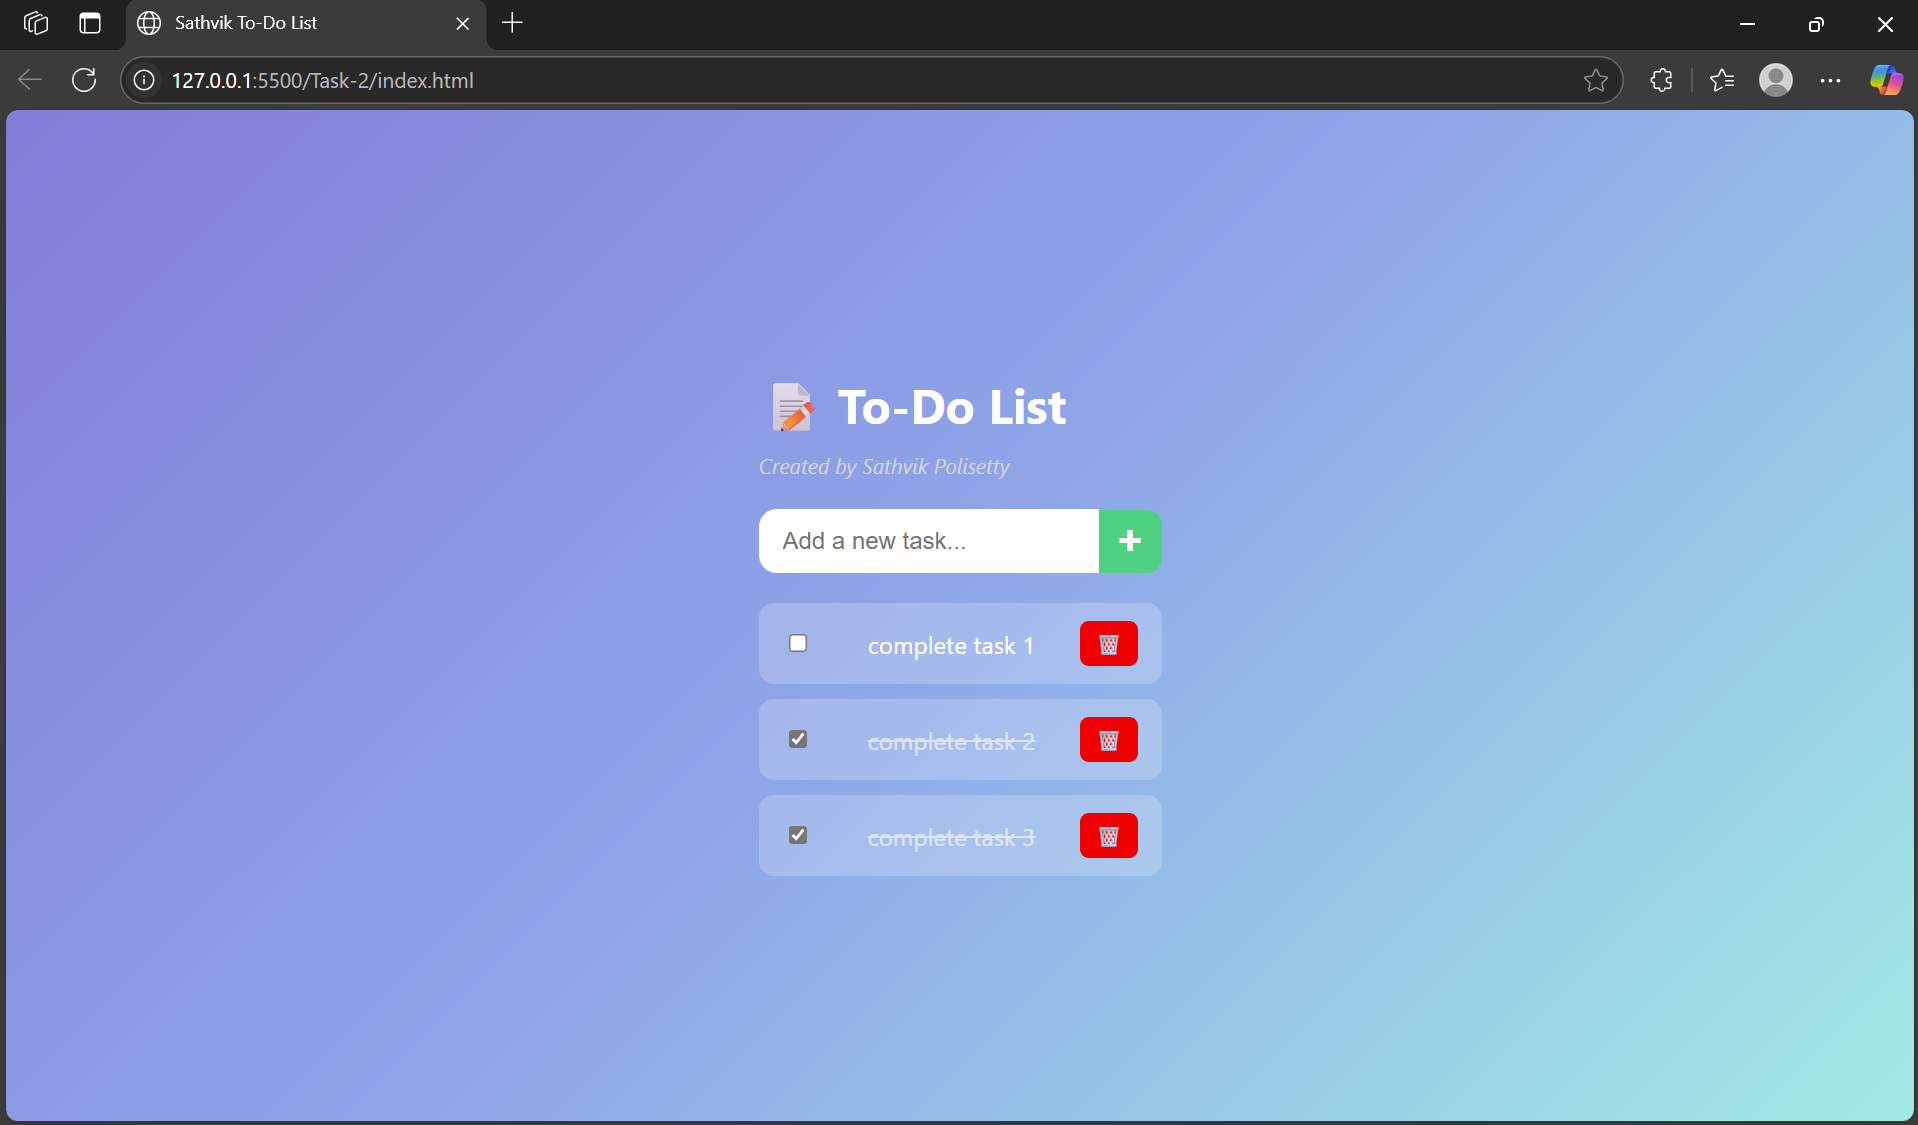 Sathvik To-Do List
127.0.0.1:5500/Task-2/index.html
To-Do List
Created by Sathvik Polisetty
Add a new task...
complete task 1
complete task 2
complete task 3